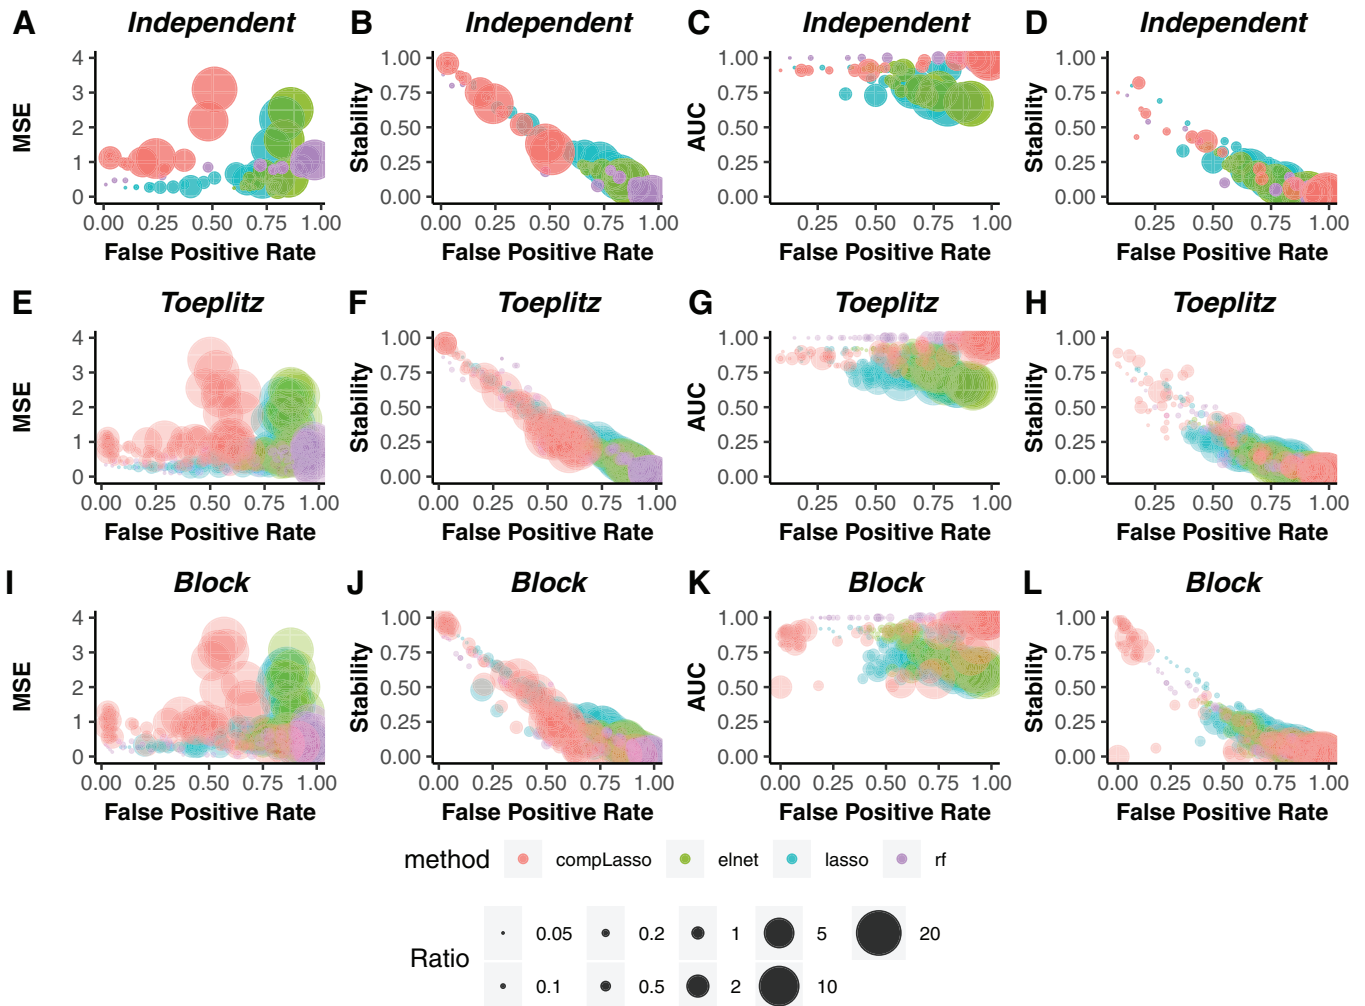 A Independent B Independent C Independent D Independent
MSE
4
3
2
1
0
0.00 0.25 0.50 0.75 1.00
False Positive Rate
Stability
1.00
0.75
0.50
0.25
0.00
0.00 0.25 0.50 0.75 1.00
False Positive Rate
AUC
1.00
0.75
0.50
0.25
0.00
0.25 0.50 0.75 1.00
False Positive Rate
Stability
1.00
0.75
0.50
0.25
0.00
0.25 0.50 0.75 1.00
False Positive Rate
E Toeplitz F Toeplitz G Toeplitz H Toeplitz
MSE
4
3
2
1
0
0.00 0.25 0.50 0.75 1.00
False Positive Rate
Stability
1.00
0.75
0.50
0.25
0.00
0.00 0.25 0.50 0.75 1.00
False Positive Rate
AUC
1.00
0.75
0.50
0.25
0.00
0.25 0.50 0.75 1.00
False Positive Rate
Stability
1.00
0.75
0.50
0.25
0.00
0.25 0.50 0.75 1.00
False Positive Rate
I Block J Block K Block L Block
MSE
4
3
2
1
0
0.00 0.25 0.50 0.75 1.00
False Positive Rate
Stability
1.00
0.75
0.50
0.25
0.00
0.00 0.25 0.50 0.75 1.00
False Positive Rate
AUC
1.00
0.75
0.50
0.25
0.00
0.00 0.25 0.50 0.75 1.00
False Positive Rate
Stability
1.00
0.75
0.50
0.25
0.00
0.00 0.25 0.50 0.75 1.00
False Positive Rate
method compLasso elnet lasso rf
Ratio
0.05 0.2 1 5 20
0.1 0.5 2 10